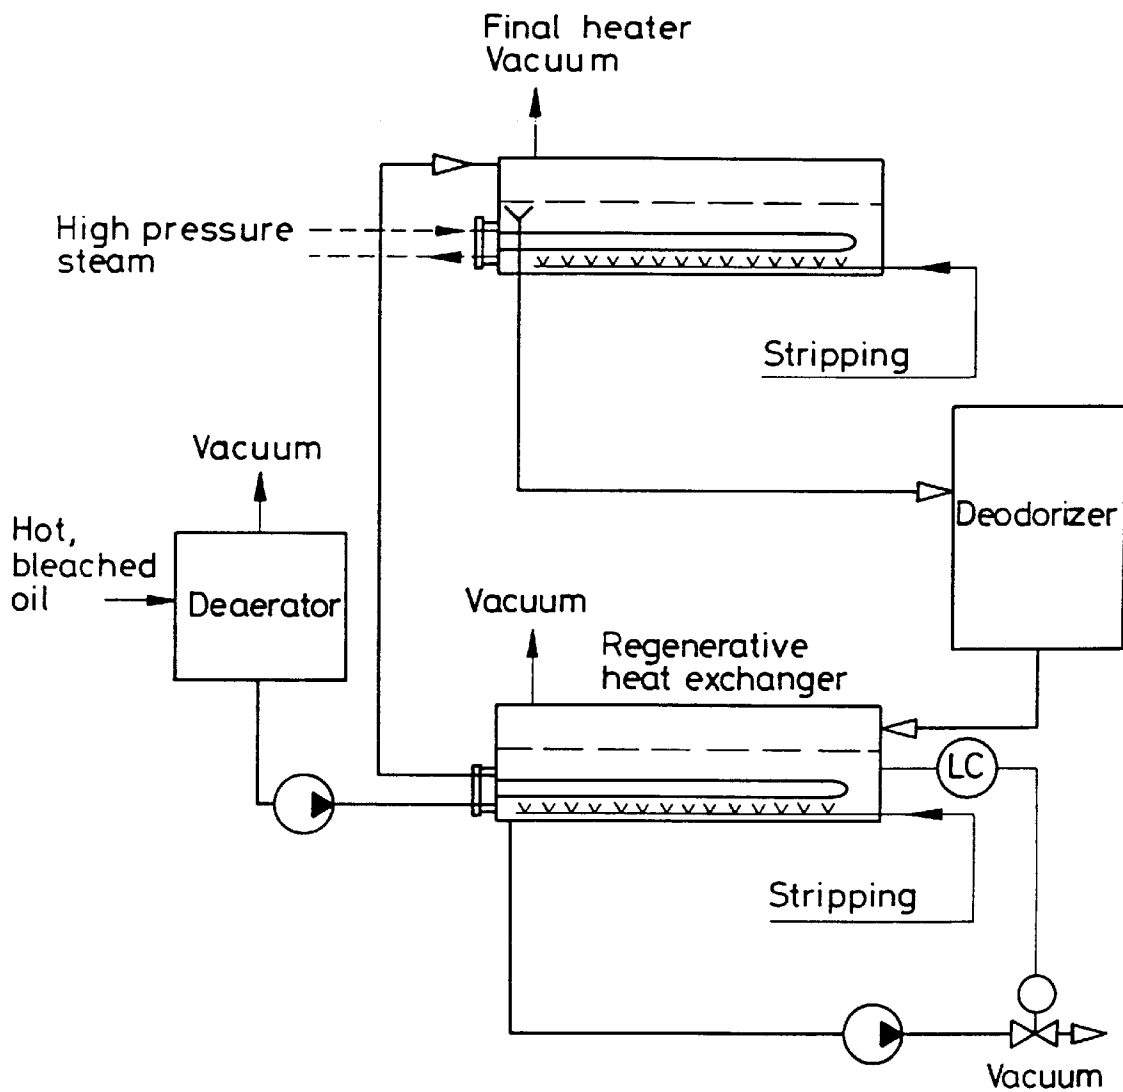 Final heater
Vacuum
High pressure
steam
Stripping
Vacuum
Deodorizer
Hot,
bleached
oil
Deaerator
Vacuum
Regenerative
heat exchanger
LC
Stripping
Vacuum